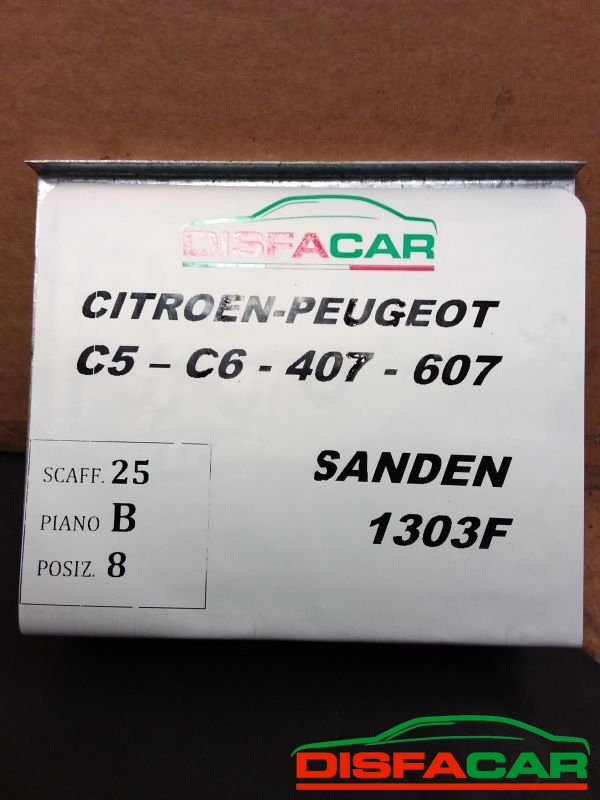 DISFACAR
CITROEN-PEUGEOT
C5 – C6 - 407 - 607
SANDEN
1303F
SCAFF. 25
PIANO B
POSIZ. 8
DISFACAR